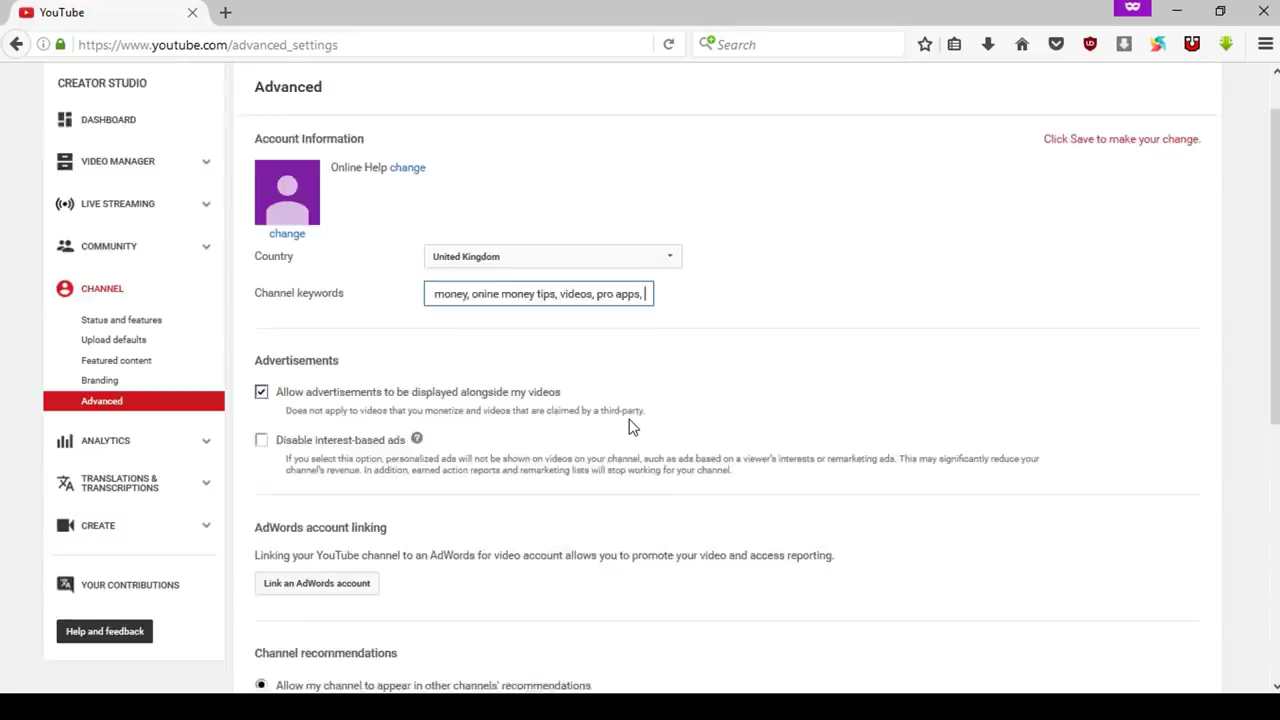 YouTube
https://www.youtube.com/advanced_settings
Search
CREATOR STUDIO
DASHBOARD
VIDEO MANAGER
LIVE STREAMING
COMMUNITY
CHANNEL
Status and features
Upload defaults
Featured content
Branding
Advanced
ANALYTICS
TRANSLATIONS &
TRANSCRIPTIONS
CREATE
YOUR CONTRIBUTIONS
Help and feedback
Advanced
Account Information
Click Save to make your change.
Online Help change
change
Country
United Kingdom
Channel keywords
money, onine money tips, videos, pro apps,
Advertisements
Allow advertisements to be displayed alongside my videos
Does not apply to videos that you monetize and videos that are claimed by a third-party.
Disable interest-based ads
If you select this option, personalized ads will not be shown on videos on your channel, such as ads based on a viewer's interests or remarketing ads. This may significantly reduce your
channel's revenue. In addition, earned action reports and remarketing lists will stop working for your channel.
AdWords account linking
Linking your YouTube channel to an AdWords for video account allows you to promote your video and access reporting.
Link an AdWords account
Channel recommendations
Allow my channel to appear in other channels' recommendations